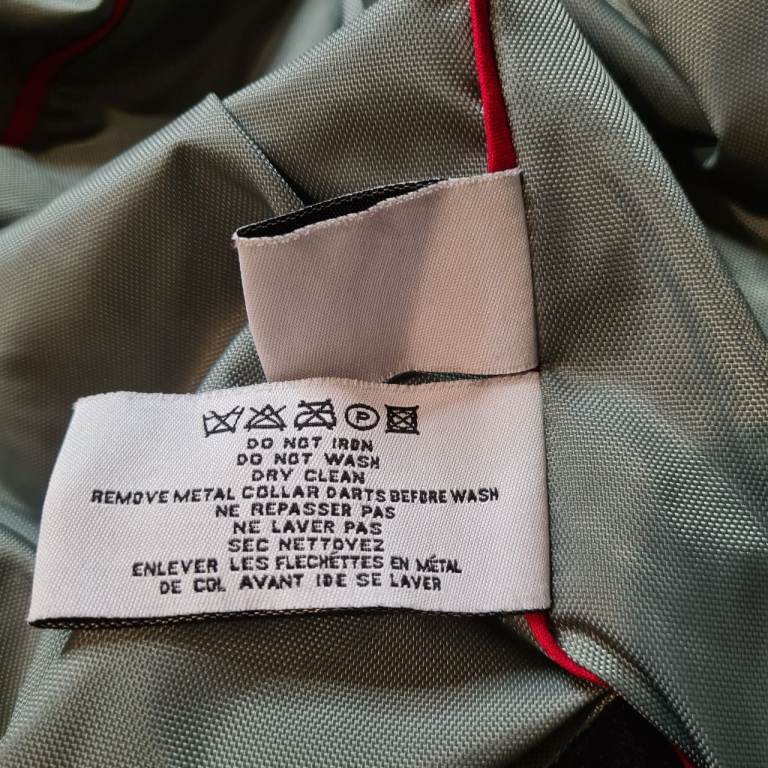 P
DO NOT IRON
DO NOT WASH
DRY CLEAN
REMOVE METAL COLLAR DARTS BEFORE WASH
NE REPASSER PAS
NE LAVER PAS
SEC NETTOYEZ
ENLEVER LES FLECHÉTTES EN MÉTAL
DE COL AVANT IDE SE LAVER